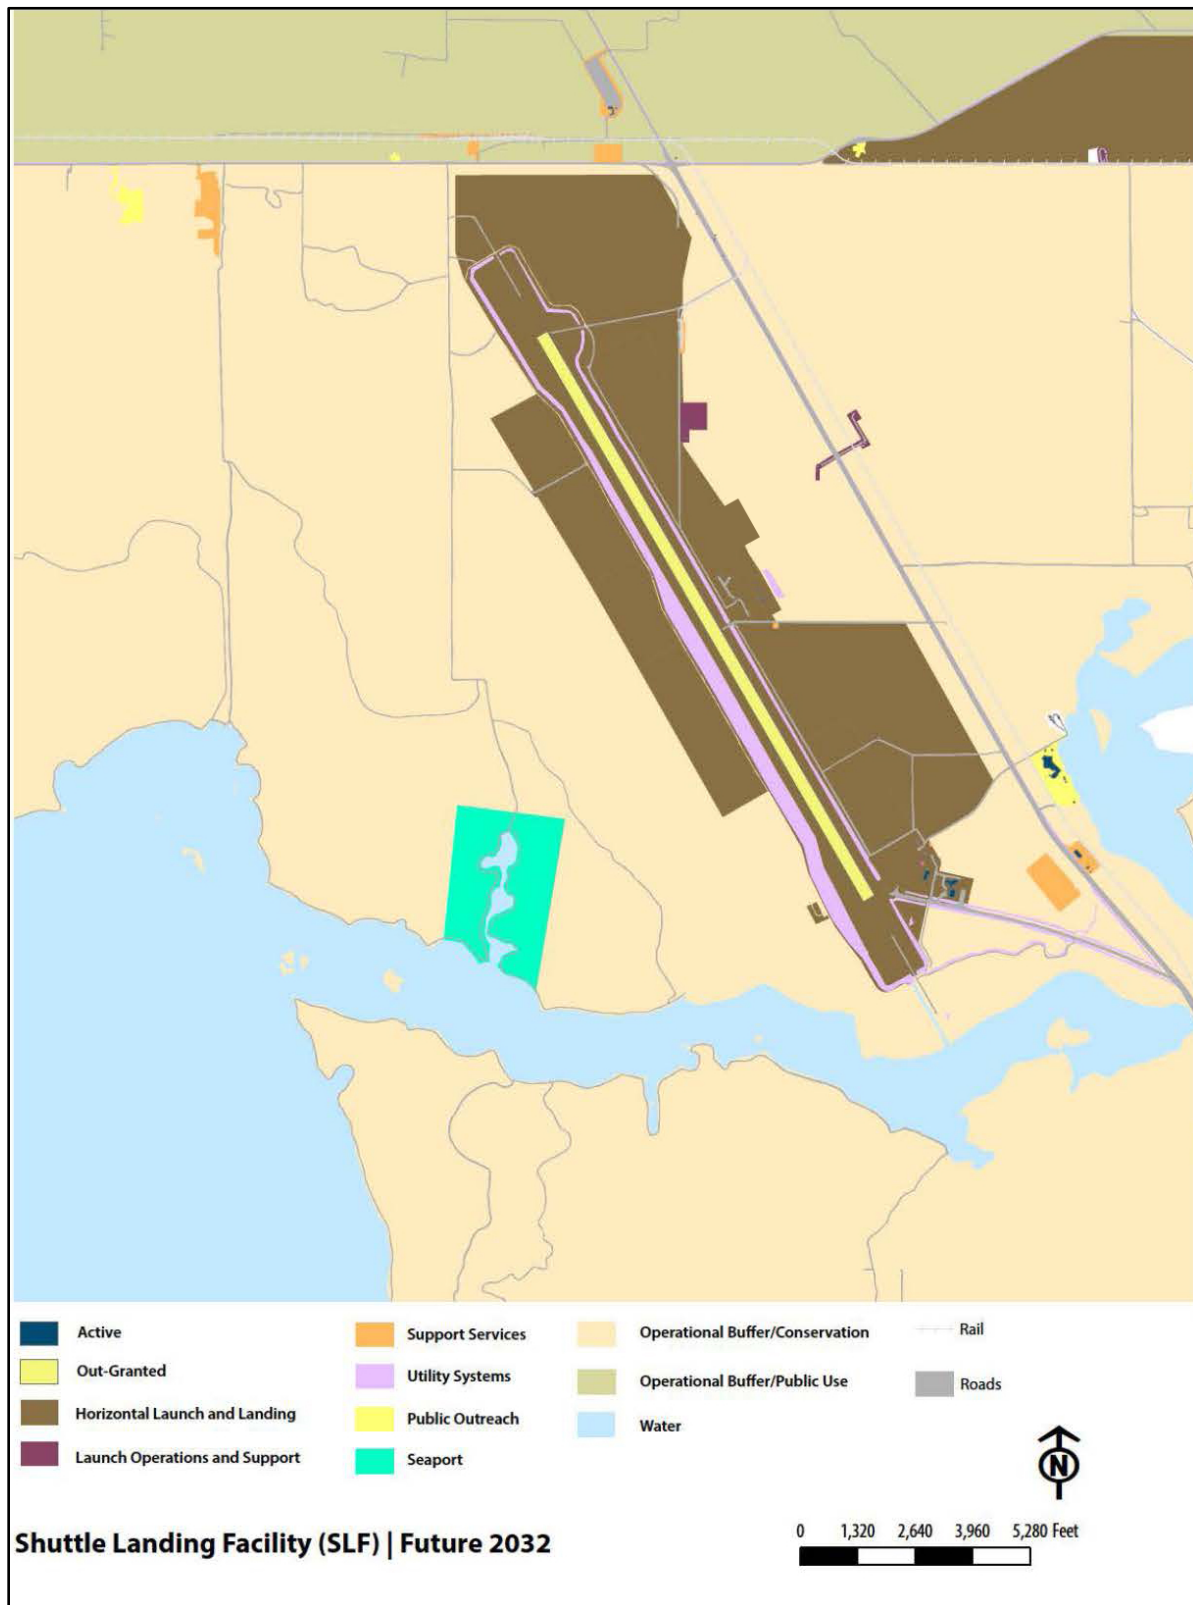 Active
Out-Granted
Horizontal Launch and Landing
Launch Operations and Support
Support Services
Utility Systems
Public Outreach
Seaport
Operational Buffer/Conservation
Operational Buffer/Public Use
Water
Rail
Roads
N
Shuttle Landing Facility (SLF) | Future 2032
0 1,320 2,640 3,960 5,280 Feet